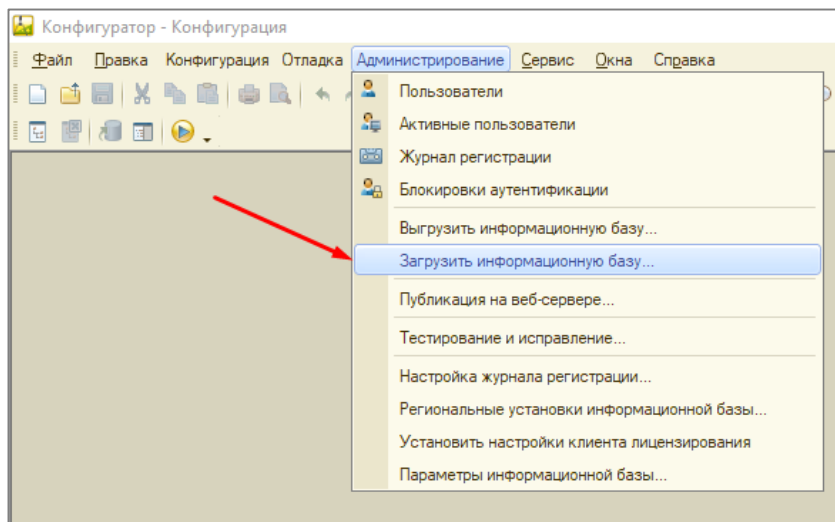 Конфигуратор - Конфигурация
Файл Правка Конфигурация Отладка Администрирование Сервис Окна Справка
Пользователи
Активные пользователи
Журнал регистрации
Блокировки аутентификации
Выгрузить информационную базу...
Загрузить информационную базу...
Публикация на веб-сервере...
Тестирование и исправление...
Настройка журнала регистрации...
Региональные установки информационной базы...
Установить настройки клиента лицензирования
Параметры информационной базы...